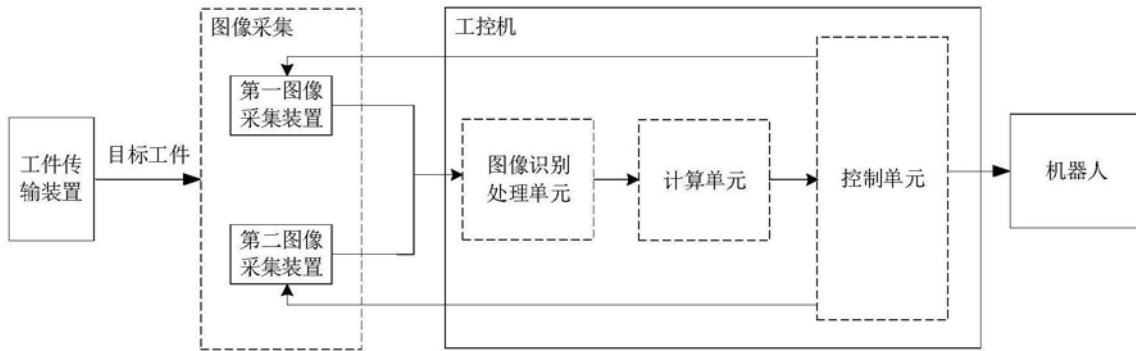 图像采集
工控机
第一图像
采集装置
工件传
输装置
目标工件
图像识别
处理单元
计算单元
控制单元
机器人
第二图像
采集装置